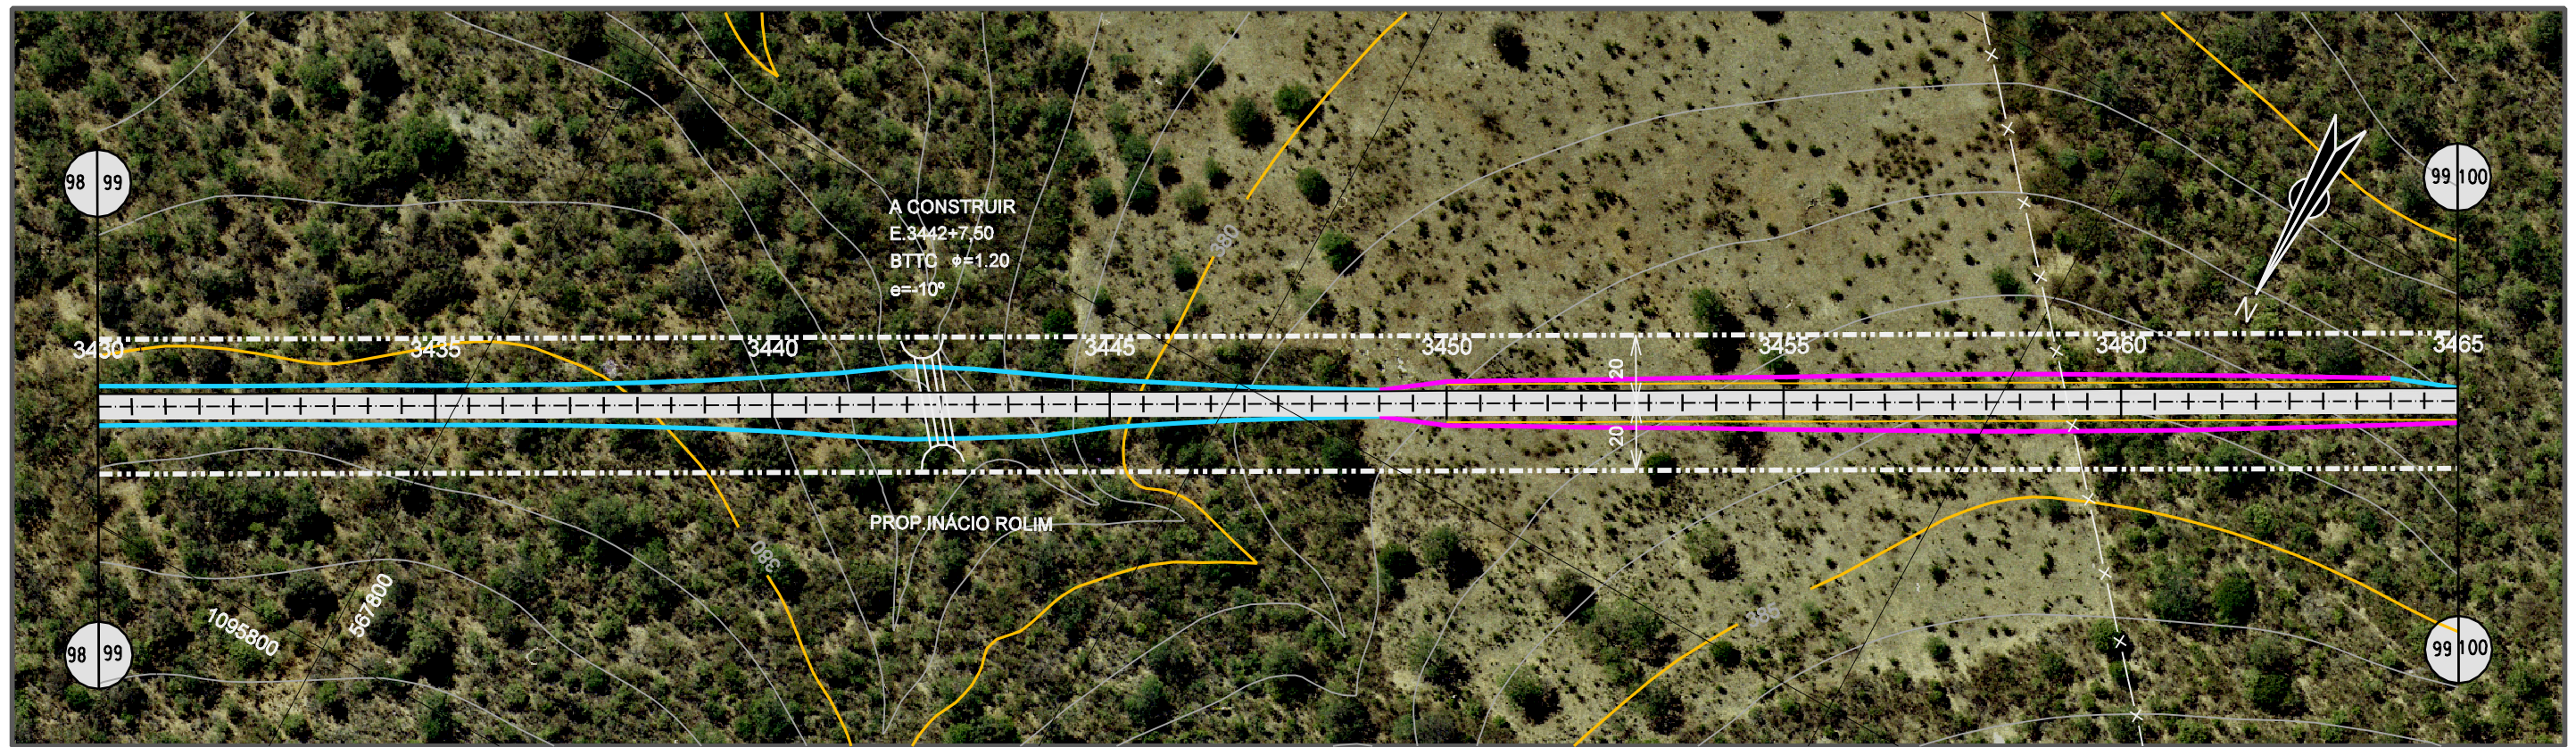 98 99
99 100
A CONSTRUIR
E.3442+7,50
BTTC φ=1.20
e=-10º
380
N
3430 3435 3440 3445 3450 3455 3460 3465
20
20
PROP.INÁCIO ROLIM
380
567800
1095800
385
98 99
99 100